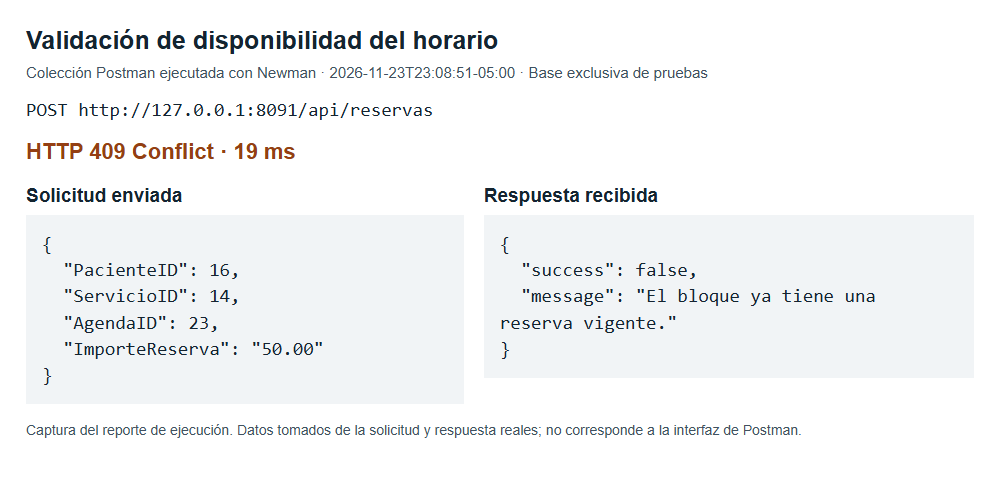 Validación de disponibilidad del horario
Colección Postman ejecutada con Newman · 2026-11-23T23:08:51-05:00 · Base exclusiva de pruebas
POST http://127.0.0.1:8091/api/reservas
HTTP 409 Conflict · 19 ms
Solicitud enviada
{
  "PacienteID": 16,
  "ServicioID": 14,
  "AgendaID": 23,
  "ImporteReserva": "50.00"
}
Respuesta recibida
{
  "success": false,
  "message": "El bloque ya tiene una
reserva vigente."
}
Captura del reporte de ejecución. Datos tomados de la solicitud y respuesta reales; no corresponde a la interfaz de Postman.